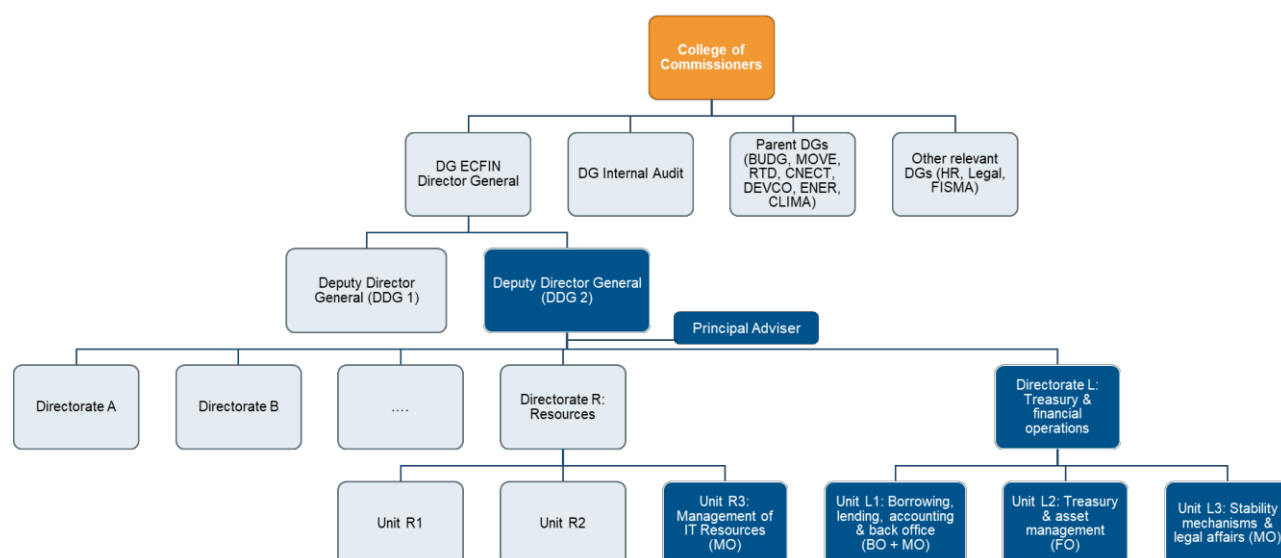 College of
Commissioners
DG ECFIN
Director General
DG Internal Audit
Parent DGs
(BUDG, MOVE,
RTD, CNECT,
DEVCO, ENER,
CLIMA)
Other relevant
DGs (HR, Legal,
FISMA)
Deputy Director
General (DDG 1)
Deputy Director
General
(DDG 2)
Principal Adviser
Directorate A
Directorate B
….
Directorate R:
Resources
Directorate L:
Treasury &
financial
operations
Unit R1
Unit R2
Unit R3:
Management of
IT Resources
(MO)
Unit L1: Borrowing,
lending, accounting
& back office
(BO + MO)
Unit L2: Treasury
& asset
management
(FO)
Unit L3: Stability
mechanisms &
legal affairs (MO)